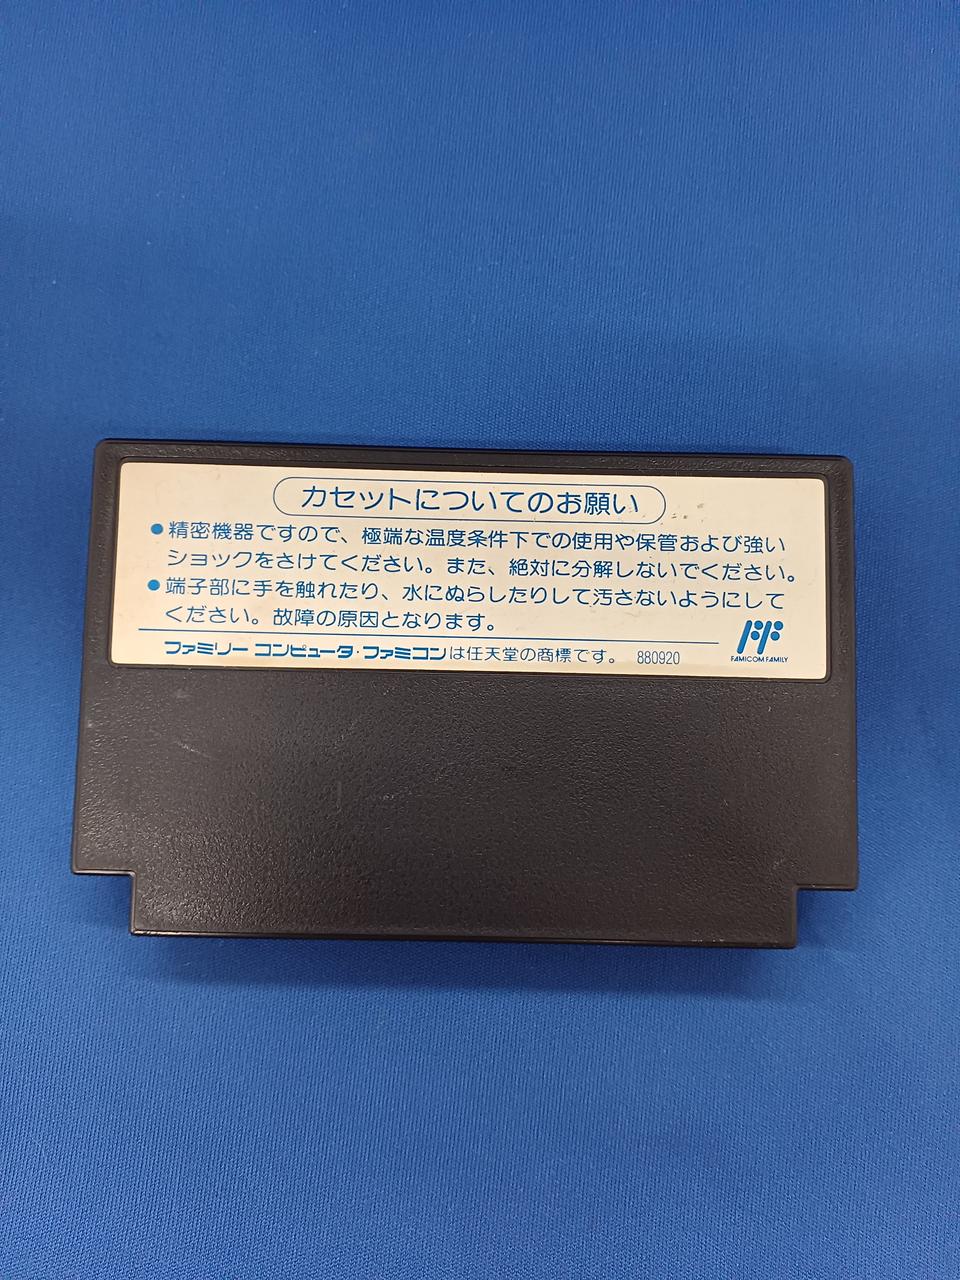 カセットについてのお願い
●精密機器ですので、極端な温度条件下での使用や保管および強い
ショックをさけてください。また、絶対に分解しないでください。
●端子部に手を触れたり、水にぬらしたりして汚さないようにして
ください。故障の原因となります。
ファミリー コンピュータ・ファミコンは任天堂の商標です。 880920
FF
FAMICOM FAMILY